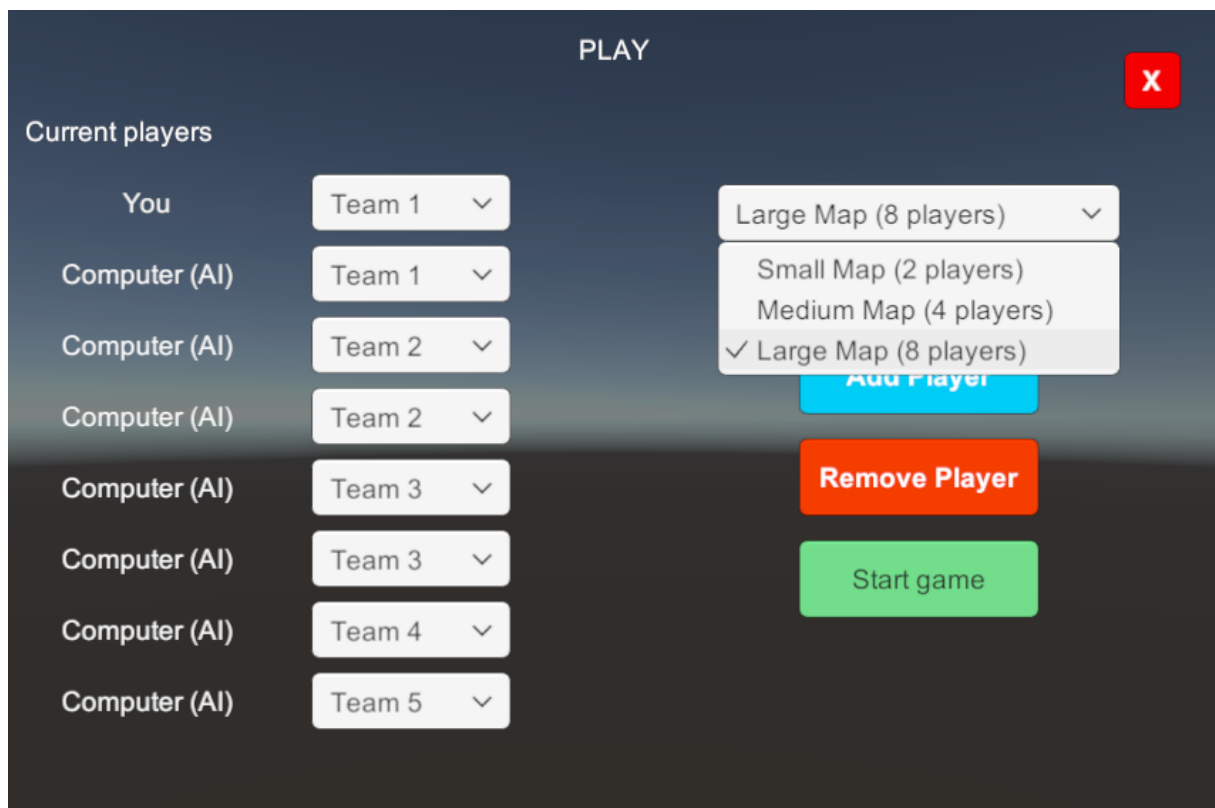 PLAY
X
Current players
You Team 1
Computer (AI) Team 1
Computer (AI) Team 2
Computer (AI) Team 2
Computer (AI) Team 3
Computer (AI) Team 3
Computer (AI) Team 4
Computer (AI) Team 5
Large Map (8 players)
Small Map (2 players)
Medium Map (4 players)
Large Map (8 players)
Add Player
Remove Player
Start game